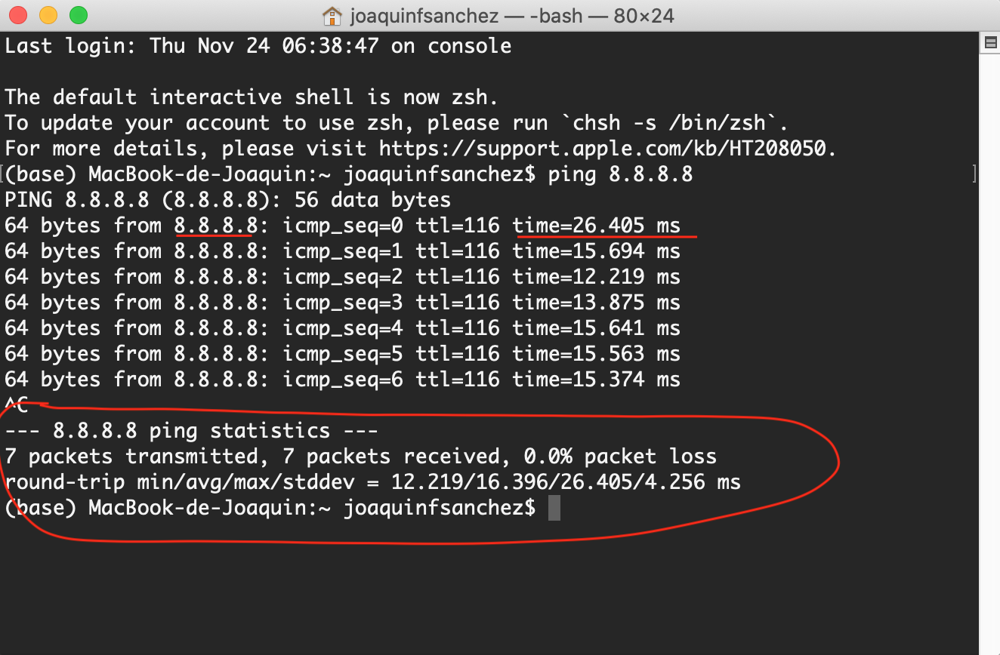 joaquinfsanchez — -bash — 80×24
Last login: Thu Nov 24 06:38:47 on console
The default interactive shell is now zsh.
To update your account to use zsh, please run `chsh -s /bin/zsh`.
For more details, please visit https://support.apple.com/kb/HT208050.
[(base) MacBook-de-Joaquin:~ joaquinfsanchez$ ping 8.8.8.8 ]
PING 8.8.8.8 (8.8.8.8): 56 data bytes
64 bytes from 8.8.8.8: icmp_seq=0 ttl=116 time=26.405 ms
64 bytes from 8.8.8.8: icmp_seq=1 ttl=116 time=15.694 ms
64 bytes from 8.8.8.8: icmp_seq=2 ttl=116 time=12.219 ms
64 bytes from 8.8.8.8: icmp_seq=3 ttl=116 time=13.875 ms
64 bytes from 8.8.8.8: icmp_seq=4 ttl=116 time=15.641 ms
64 bytes from 8.8.8.8: icmp_seq=5 ttl=116 time=15.563 ms
64 bytes from 8.8.8.8: icmp_seq=6 ttl=116 time=15.374 ms
^C
--- 8.8.8.8 ping statistics ---
7 packets transmitted, 7 packets received, 0.0% packet loss
round-trip min/avg/max/stddev = 12.219/16.396/26.405/4.256 ms
(base) MacBook-de-Joaquin:~ joaquinfsanchez$